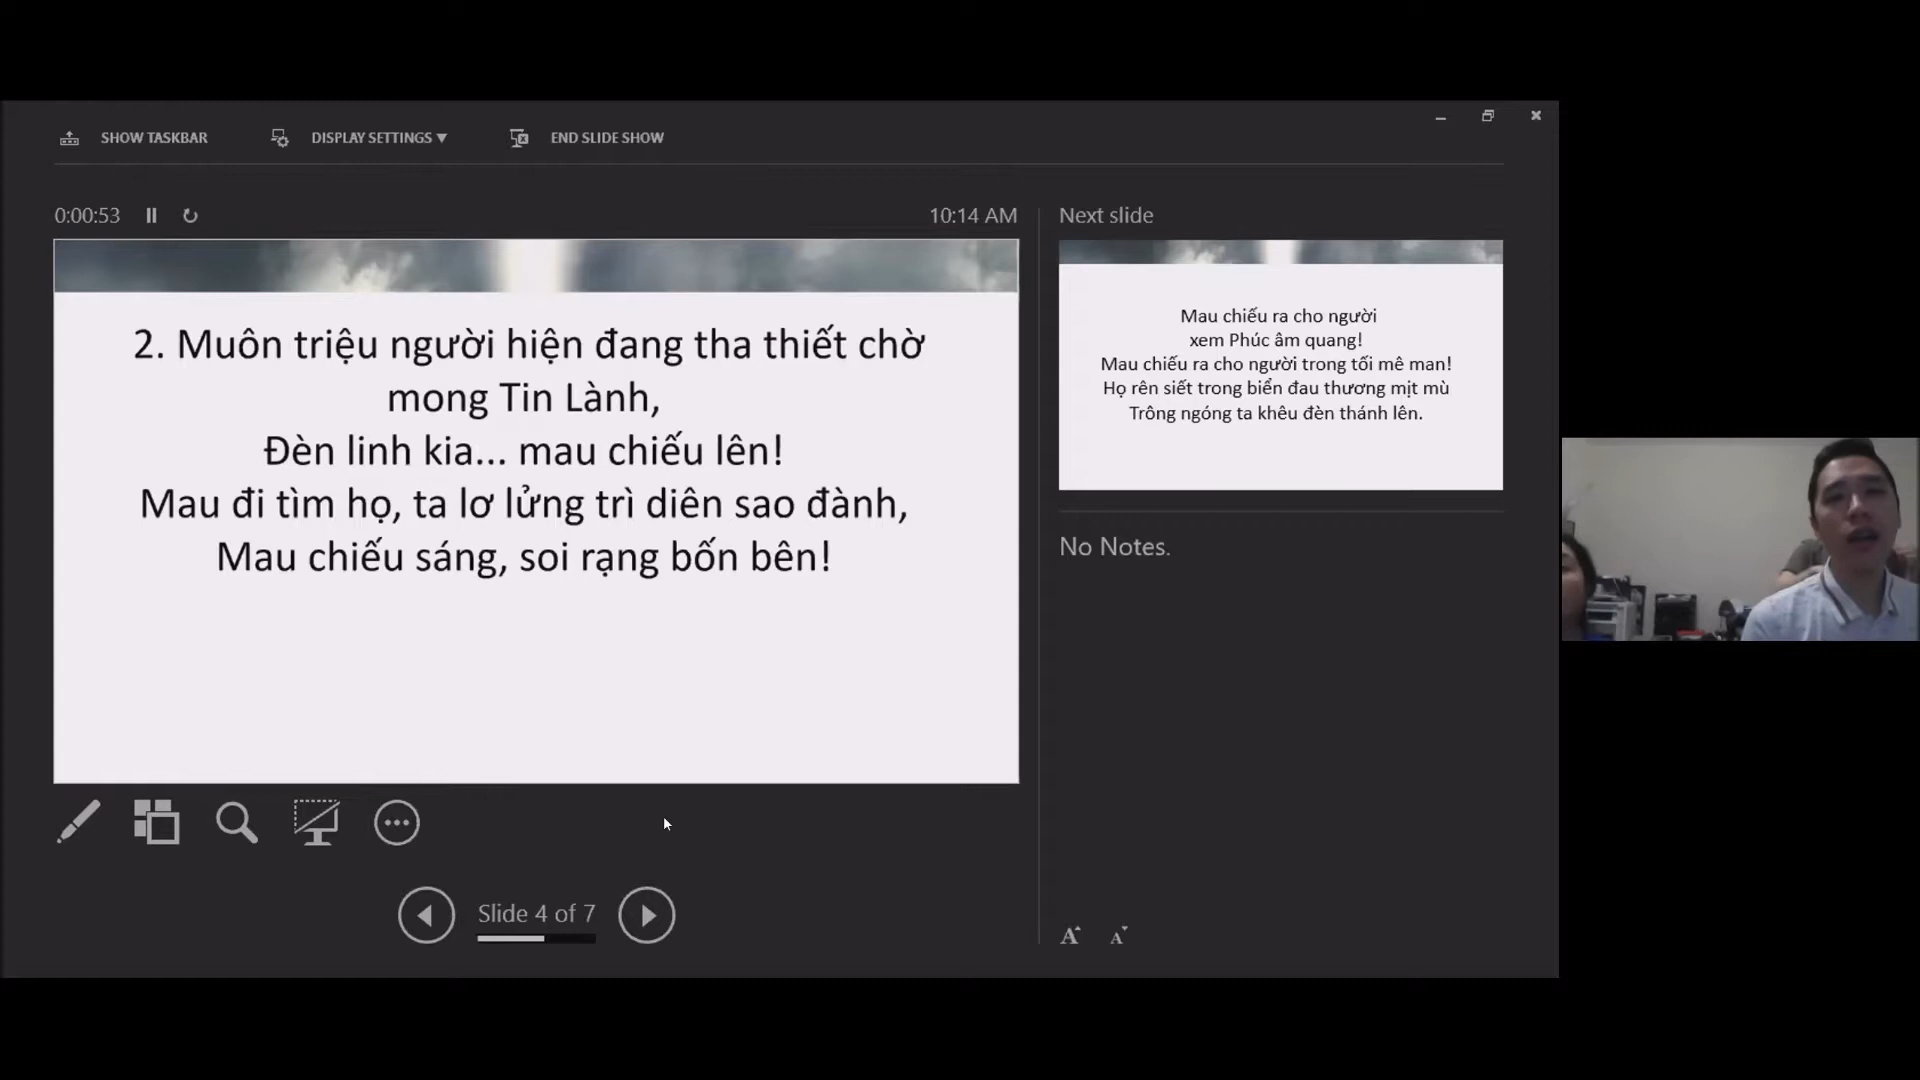 SHOW TASKBAR
DISPLAY SETTINGS
END SLIDE SHOW
0:00:53
10:14 AM
2. Muôn triệu người hiện đang tha thiết chờ
mong Tin Lành,
Đèn linh kia... mau chiếu lên!
Mau đi tìm họ, ta lơ lửng trì diên sao đành,
Mau chiếu sáng, soi rạng bốn bên!
Slide 4 of 7
Next slide
Mau chiếu ra cho người
xem Phúc âm quang!
Mau chiếu ra cho người trong tối mê man!
Họ rên siết trong biển đau thương mịt mù
Trông ngóng ta khêu đèn thánh lên.
No Notes.
A A